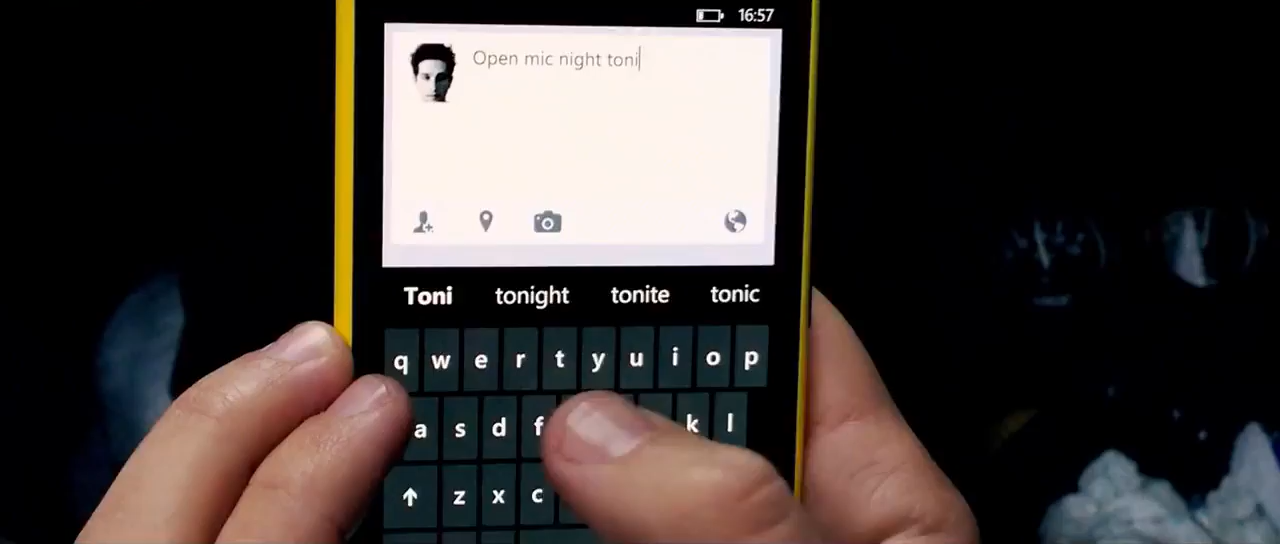 16:57
Open mic night toni
Toni tonight tonite tonic
q w e r t y u i o p
a s d f k l
z x c